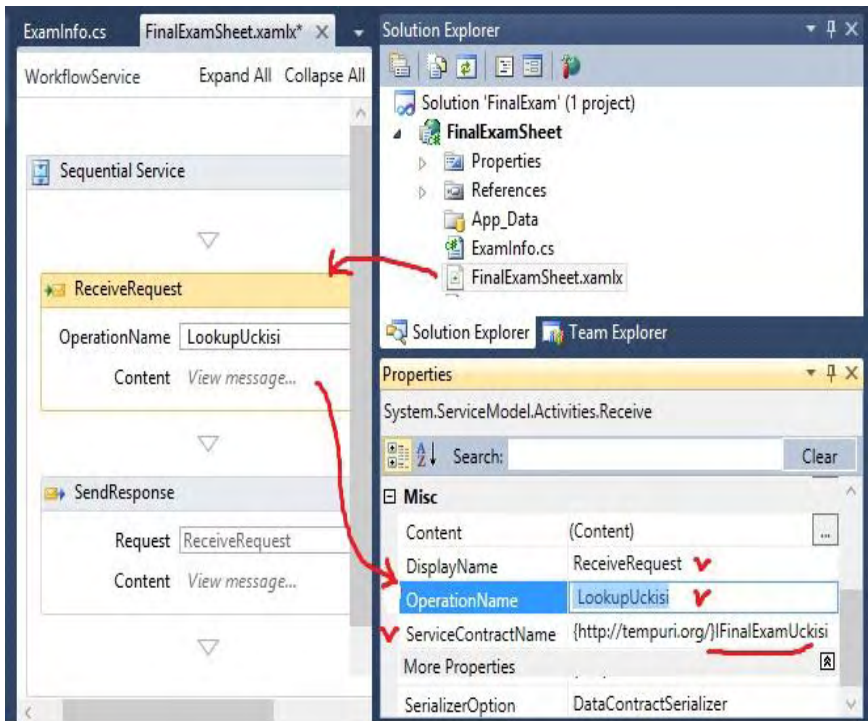 ExamInfo.cs
FinalExamSheet.xamlx* X
WorkflowService Expand All Collapse All
Sequential Service
ReceiveRequest
OperationName LookupUckisi
Content View message...
SendResponse
Request ReceiveRequest
Content View message...
Solution Explorer
Solution 'FinalExam' (1 project)
FinalExamSheet
Properties
References
App_Data
ExamInfo.cs
FinalExamSheet.xamlx
Solution Explorer Team Explorer
Properties
System.ServiceModel.Activities.Receive
Search: Clear
Misc
Content (Content) ...
DisplayName ReceiveRequest
OperationName LookupUckisi
ServiceContractName {http://tempuri.org/}IFinalExamUckisi
More Properties
SerializerOption DataContractSerializer